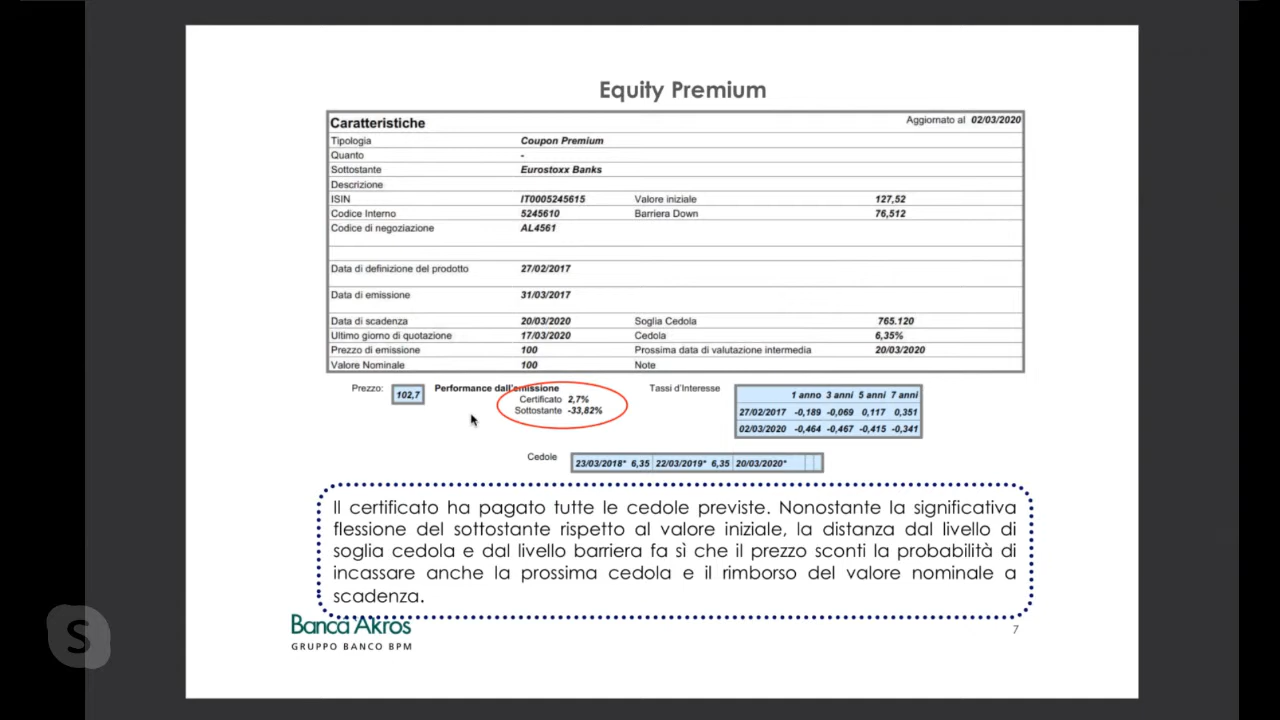 Equity Premium
Caratteristiche Aggiornato al 02/03/2020
Tipologia Coupon Premium
Quanto -
Sottostante Eurostoxx Banks
Descrizione
ISIN IT0005245615 Valore iniziale 127,52
Codice Interno 5245610 Barriera Down 76,512
Codice di negoziazione AL4561
Data di definizione del prodotto 27/02/2017
Data di emissione 31/03/2017
Data di scadenza 20/03/2020 Soglia Cedola 765.120
Ultimo giorno di quotazione 17/03/2020 Cedola 6,35%
Prezzo di emissione 100 Prossima data di valutazione intermedia 20/03/2020
Valore Nominale 100 Note
Prezzo: 102,7 Performance dall'emissione Tassi d'Interesse 1 anno 3 anni 5 anni 7 anni
Certificato 2,7% 27/02/2017 -0,189 -0,069 0,117 0,351
Sottostante -33,82% 02/03/2020 -0,464 -0,467 -0,415 -0,341
Cedole 23/03/2018* 6,35 22/03/2019* 6,35 20/03/2020*
Il certificato ha pagato tutte le cedole previste. Nonostante la significativa
flessione del sottostante rispetto al valore iniziale, la distanza dal livello di
soglia cedola e dal livello barriera fa sì che il prezzo sconti la probabilità di
incassare anche la prossima cedola e il rimborso del valore nominale a
scadenza.
Banca Akros
GRUPPO BANCO BPM
7
S